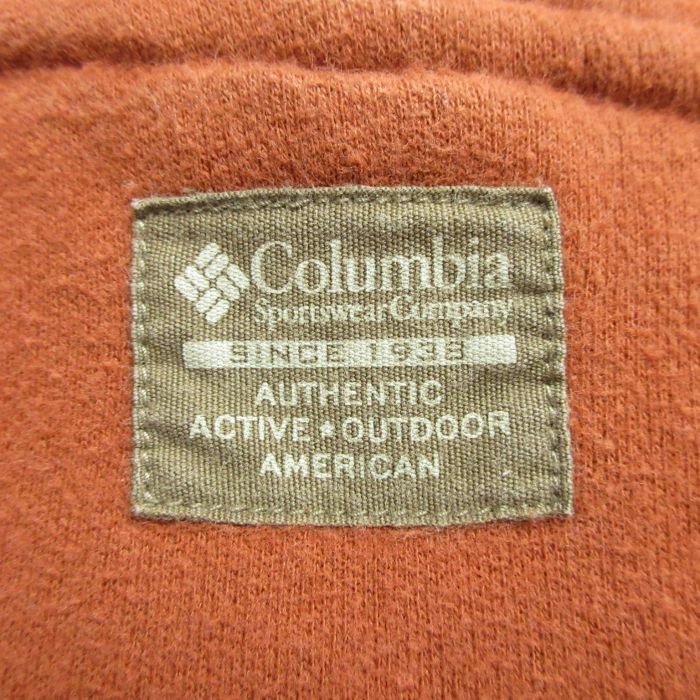 Columbia
Sportswear Company
SINCE 1938
AUTHENTIC
ACTIVE★OUTDOOR
AMERICAN